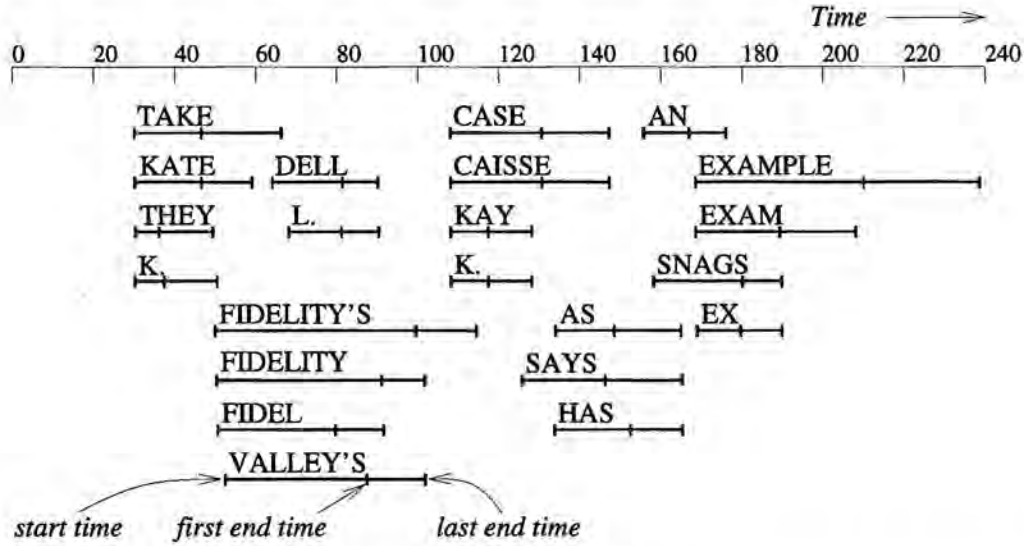 Time
0 20 40 60 80 100 120 140 160 180 200 220 240
TAKE CASE AN
KATE DELL CAISSE EXAMPLE
THEY L. KAY EXAM
K. K. SNAGS
FIDELITY'S AS EX
FIDELITY SAYS
FIDEL HAS
VALLEY'S
start time first end time last end time